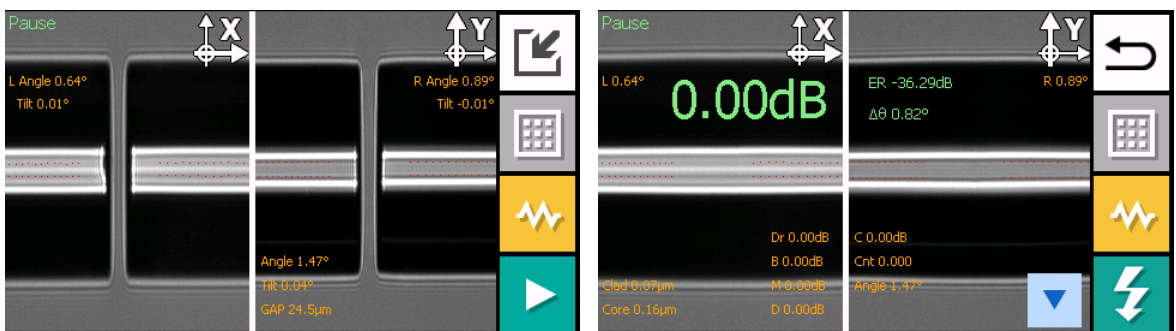 Pause
X
Y
L Angle 0.64°
Tilt 0.01°
R Angle 0.89°
Tilt -0.01°
Angle 1.47°
Tilt 0.04°
GAP 24.5µm
Pause
X
Y
L 0.64°
0.00dB
ER -36.29dB
Δθ 0.82°
R 0.89°
Dr 0.00dB
B 0.00dB
Clad 0.07µm
M 0.00dB
Core 0.16µm
D 0.00dB
C 0.00dB
Cnt 0.000
Angle 1.47°